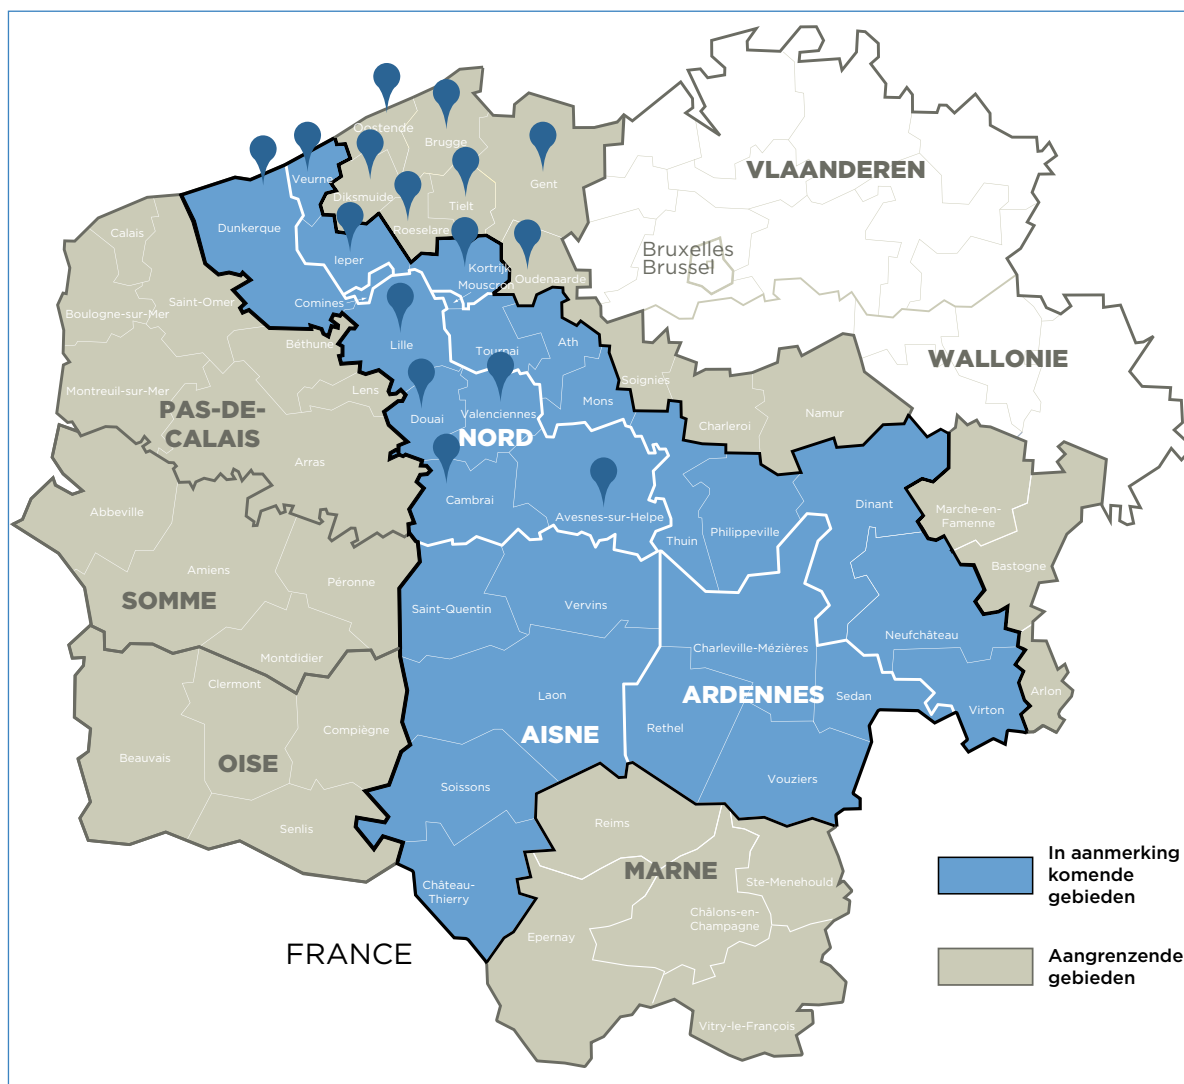 Oostende
Brugge
VLAANDEREN
Veurne
Diksmuide
Gent
Tielt
Dunkerque
Roeselare
Calais
Ieper
Bruxelles
Brussel
Kortrijk
Mouscron
Oudenaarde
Saint-Omer
Comines
Boulogne-sur-Mer
Béthune
Lille
Tournai
Ath
WALLONIE
Soignies
Montreuil-sur-Mer
Lens
Mons
PAS-DE-
CALAIS
Douai
Valenciennes
NORD
Charleroi
Namur
Arras
Cambrai
Avesnes-sur-Helpe
Abbeville
Dinant
Marche-en-
Famenne
Thuin
Philippeville
Bastogne
Amiens
Péronne
SOMME
Saint-Quentin
Vervins
Neufchâteau
Montdidier
Charleville-Mézières
Clermont
Laon
ARDENNES
Sedan
Arlon
Virton
Compiègne
AISNE
Rethel
Beauvais
OISE
Soissons
Vouziers
Senlis
Reims
MARNE
Château-
Thierry
Ste-Menehould
Châlons-en-
Champagne
Epernay
FRANCE
Vitry-le-François
In aanmerking
komende
gebieden
Aangrenzende
gebieden